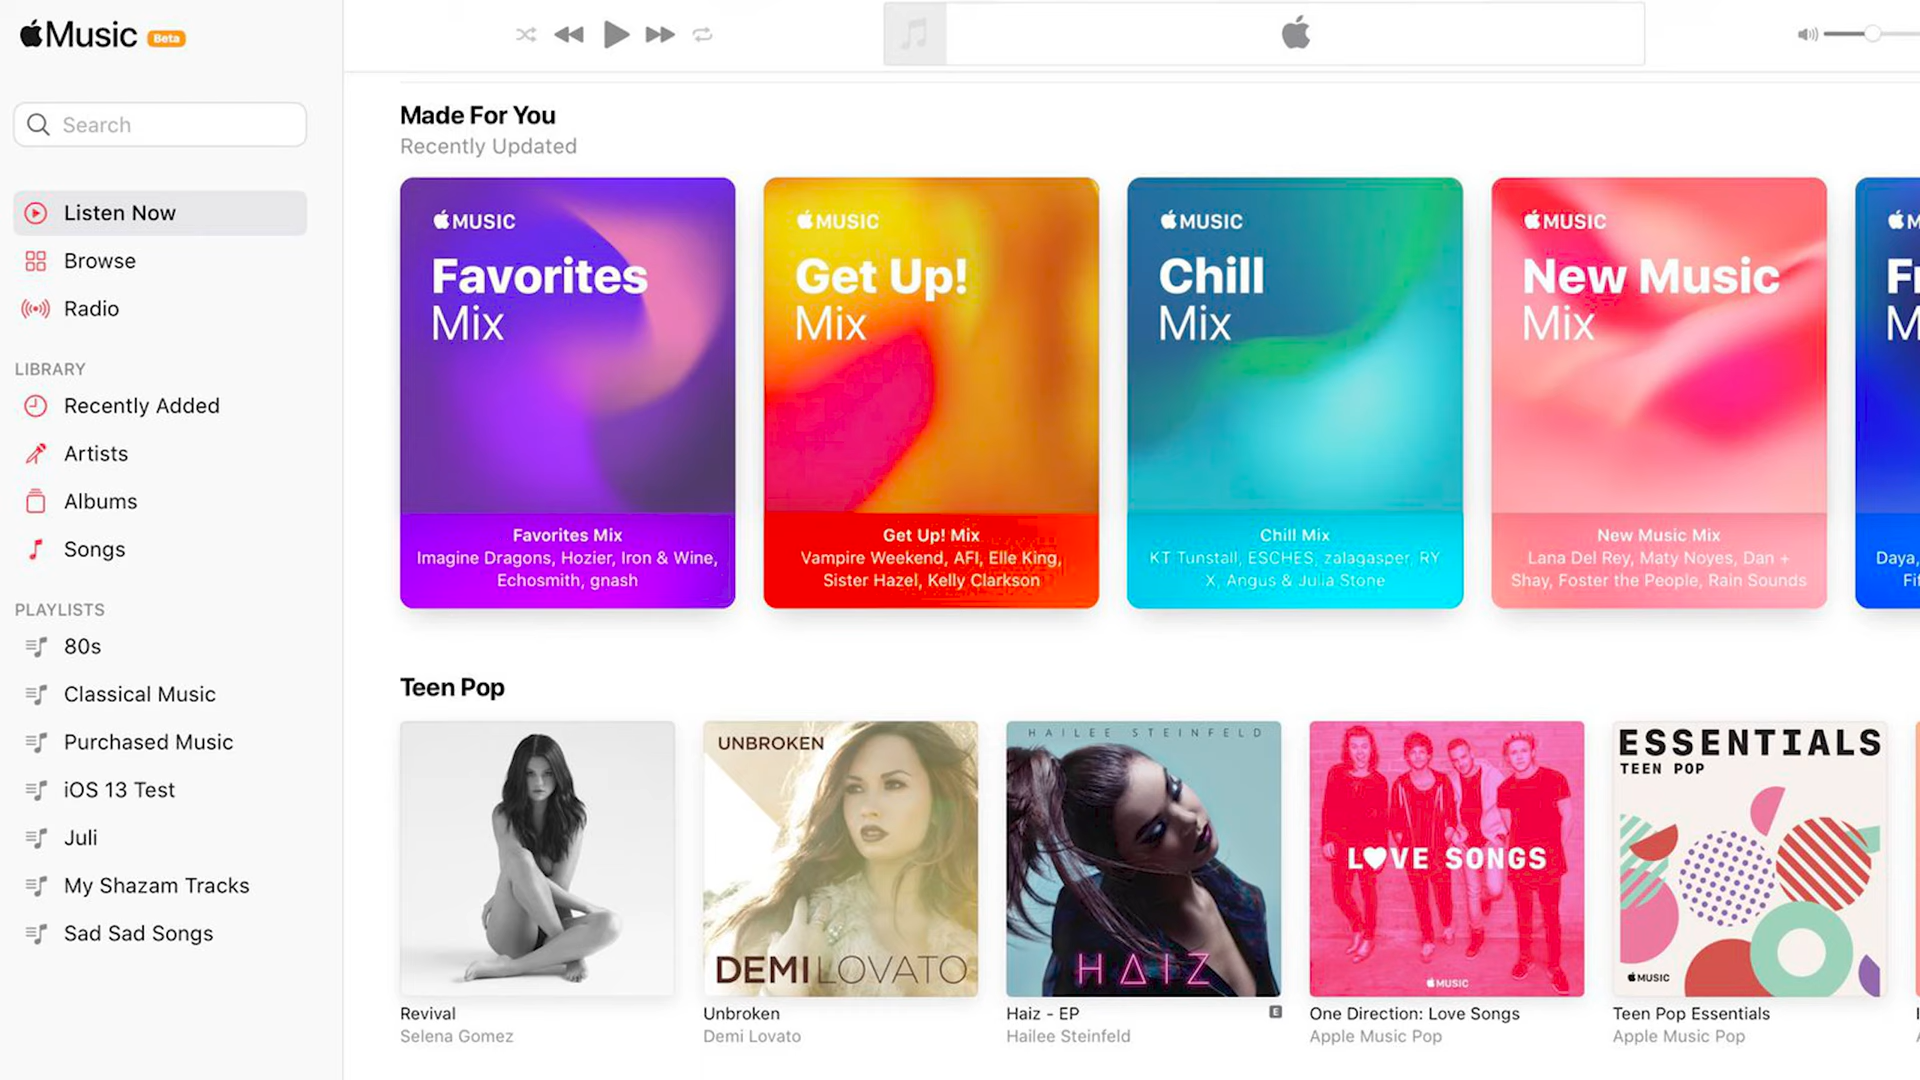 Music Beta
Search
Listen Now
Browse
Radio
LIBRARY
Recently Added
Artists
Albums
Songs
PLAYLISTS
80s
Classical Music
Purchased Music
iOS 13 Test
Juli
My Shazam Tracks
Sad Sad Songs
Made For You
Recently Updated
MUSIC
Favorites
Mix
Favorites Mix
Imagine Dragons, Hozier, Iron & Wine,
Echosmith, gnash
MUSIC
Get Up!
Mix
Get Up! Mix
Vampire Weekend, AFI, Elle King,
Sister Hazel, Kelly Clarkson
MUSIC
Chill
Mix
Chill Mix
KT Tunstall, ESCHES, zalagasper, RY
X, Angus & Julia Stone
MUSIC
New Music
Mix
New Music Mix
Lana Del Rey, Maty Noyes, Dan +
Shay, Foster the People, Rain Sounds
Daya,
Teen Pop
Revival
Selena Gomez
UNBROKEN
DEMI LOVATO
Unbroken
Demi Lovato
HAILEE STEINFELD
HAIZ
Haiz - EP E
Hailee Steinfeld
LOVE SONGS
MUSIC
One Direction: Love Songs
Apple Music Pop
ESSENTIALS
TEEN POP
MUSIC
Teen Pop Essentials
Apple Music Pop